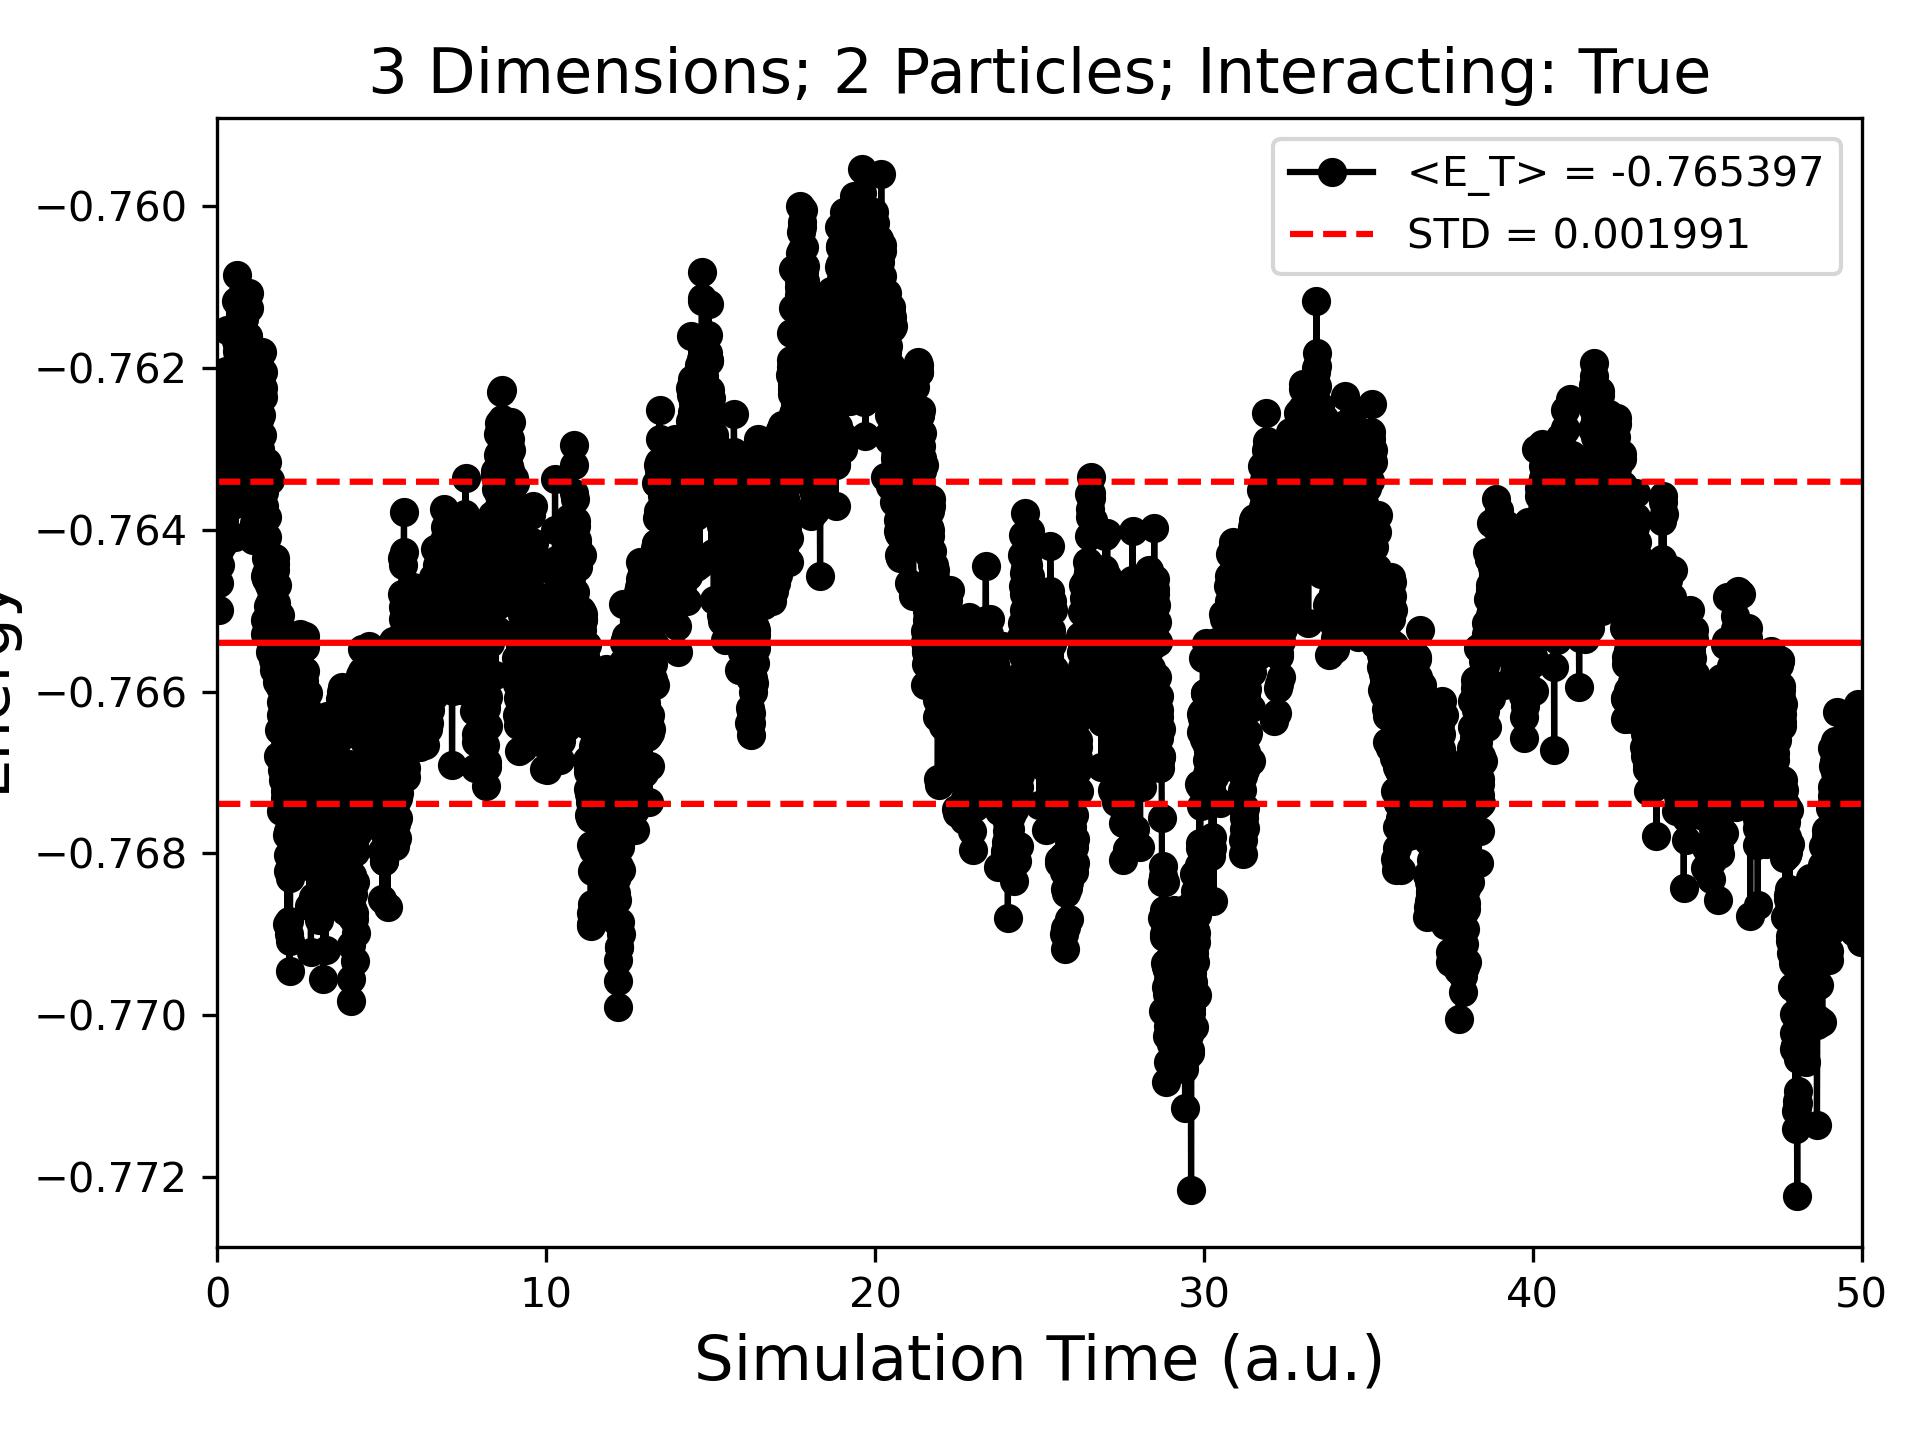 3 Dimensions; 2 Particles; Interacting: True
<E_T> = -0.765397
STD = 0.001991
Energy
−0.760
−0.762
−0.764
−0.766
−0.768
−0.770
−0.772
0 10 20 30 40 50
Simulation Time (a.u.)